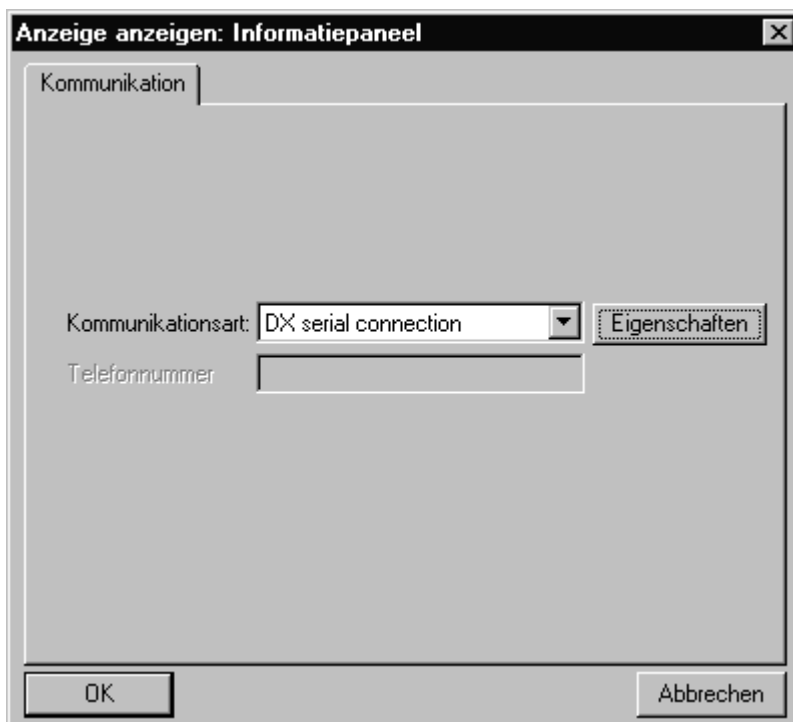 Anzeige anzeigen: Informatiepaneel
Kommunikation
Kommunikationsart: DX serial connection Eigenschaften
Telefonnummer
OK Abbrechen